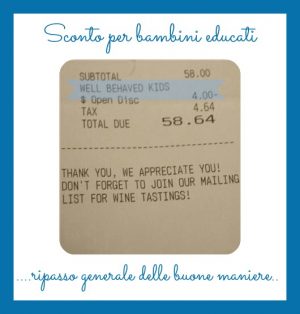 Sconto per bambini educati
SUBTOTAL 58.00
WELL BEHAVED KIDS
$ Open Disc 4.00-
TAX 4.64
TOTAL DUE 58.64
THANK YOU, WE APPRECIATE YOU!
DON'T FORGET TO JOIN OUR MAILING
LIST FOR WINE TASTINGS!
....ripasso generale delle buone maniere..